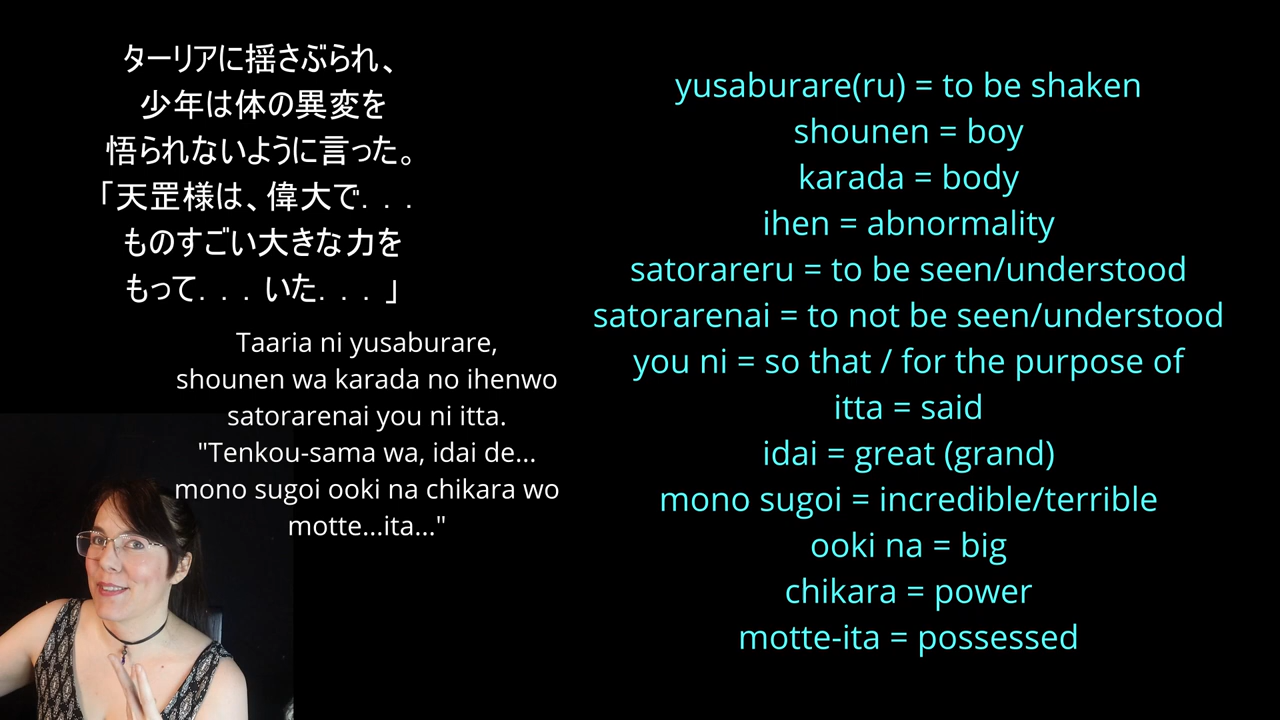 ターリアに揺さぶられ、
少年は体の異変を
悟られないように言った。
「天罡様は、偉大で. . .
ものすごい大きな力を
もって. . . いた. . . 」
Taaria ni yusaburare,
shounen wa karada no ihenwo
satorarenai you ni itta.
"Tenkou-sama wa, idai de...
mono sugoi ooki na chikara wo
motte...ita..."
yusaburare(ru) = to be shaken
shounen = boy
karada = body
ihen = abnormality
satorareru = to be seen/understood
satorarenai = to not be seen/understood
you ni = so that / for the purpose of
itta = said
idai = great (grand)
mono sugoi = incredible/terrible
ooki na = big
chikara = power
motte-ita = possessed